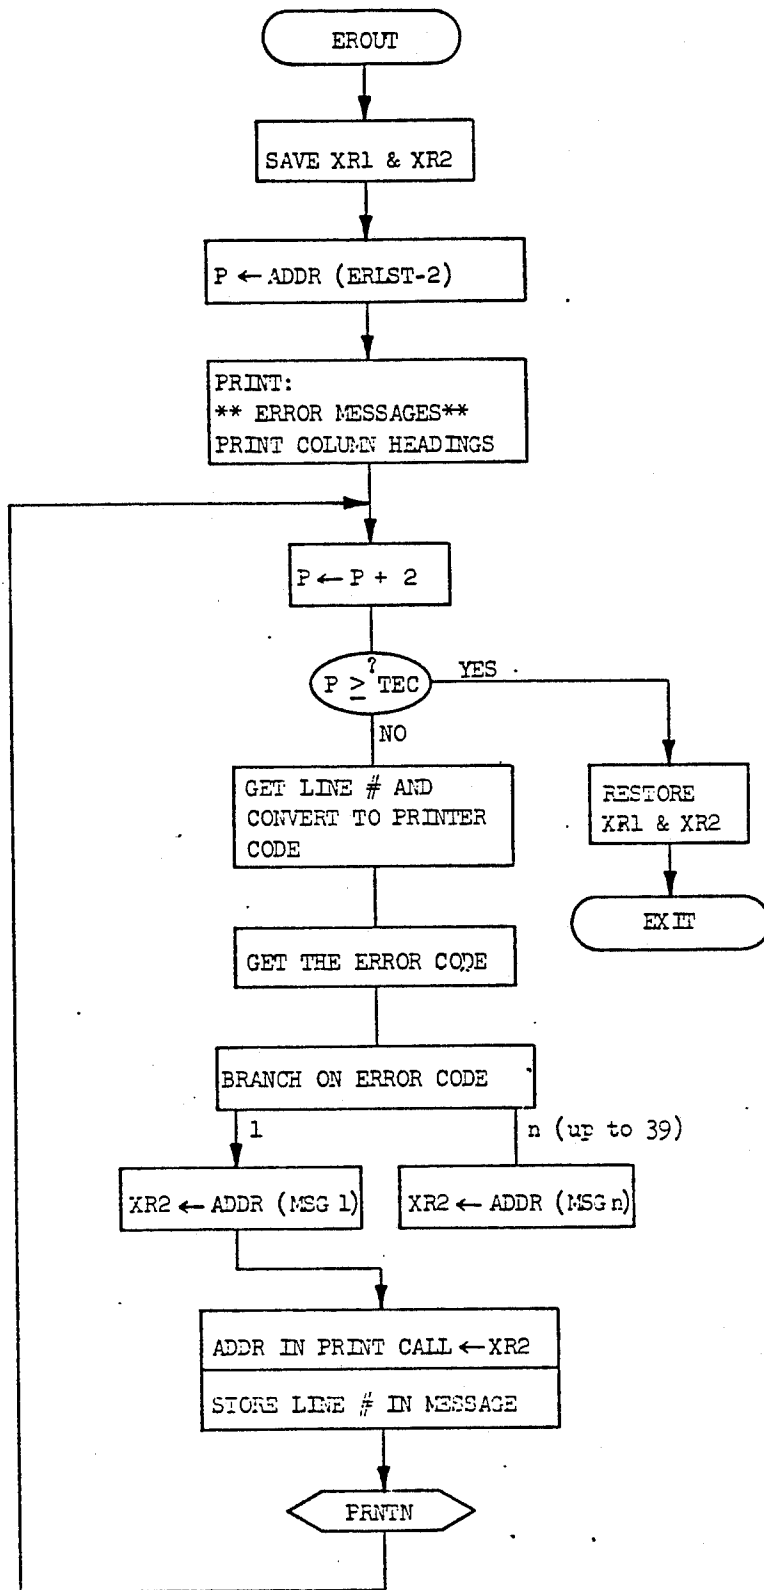 EROUT
SAVE XR1 & XR2
P ← ADDR (ERLST-2)
PRINT:
** ERROR MESSAGES**
PRINT COLUMN HEADINGS
P ← P + 2
?
P ≥ TEC
YES
NO
GET LINE # AND
CONVERT TO PRINTER
CODE
RESTORE
XR1 & XR2
EXIT
GET THE ERROR CODE
BRANCH ON ERROR CODE
1
n (up to 39)
XR2 ← ADDR (MSG 1)
XR2 ← ADDR (MSG n)
ADDR IN PRINT CALL ← XR2
STORE LINE # IN MESSAGE
PRNTN